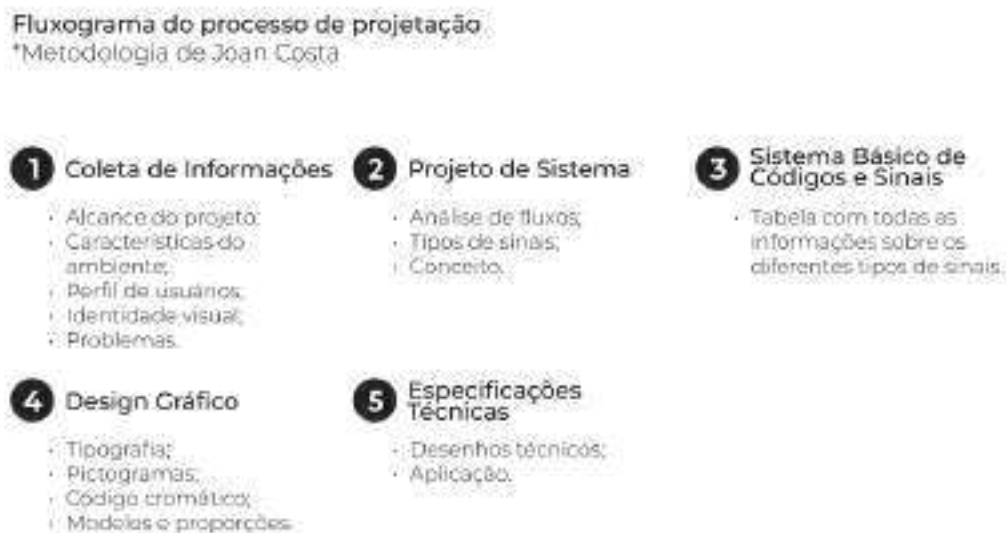 Fluxograma do processo de projetação
*Metodologia de Joan Costa
1 Coleta de Informações
· Alcance do projeto;
· Características do
ambiente;
· Perfil de usuários;
· Identidade visual;
· Problemas.
2 Projeto de Sistema
· Análise de fluxos;
· Tipos de sinais;
· Conceito.
3 Sistema Básico de
Códigos e Sinais
· Tabela com todas as
informações sobre os
diferentes tipos de sinais.
4 Design Gráfico
· Tipografia;
· Pictogramas;
· Código cromático;
· Modelos e proporções.
5 Especificações
Técnicas
· Desenhos técnicos;
· Aplicação.